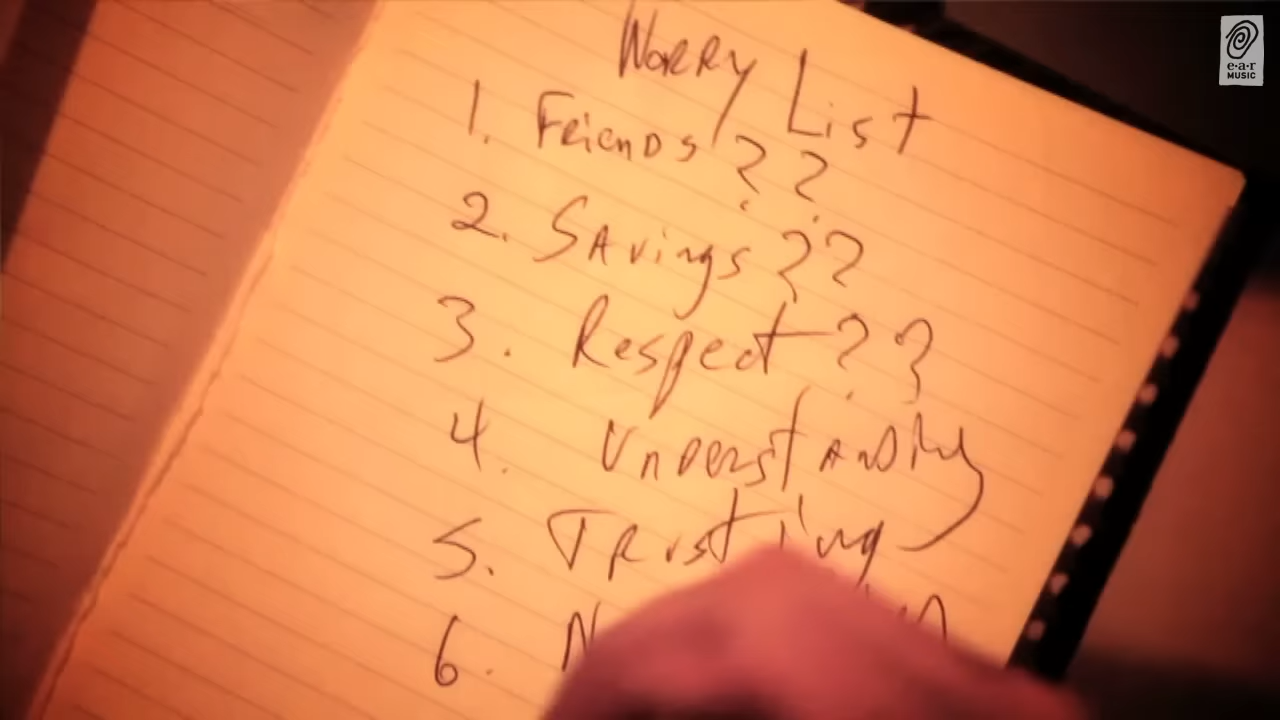 Worry List
1. Friends ??
2. Savings ??
3. Respect ??
4. Understanding
5. Trusting
6.
e·a·r
MUSIC